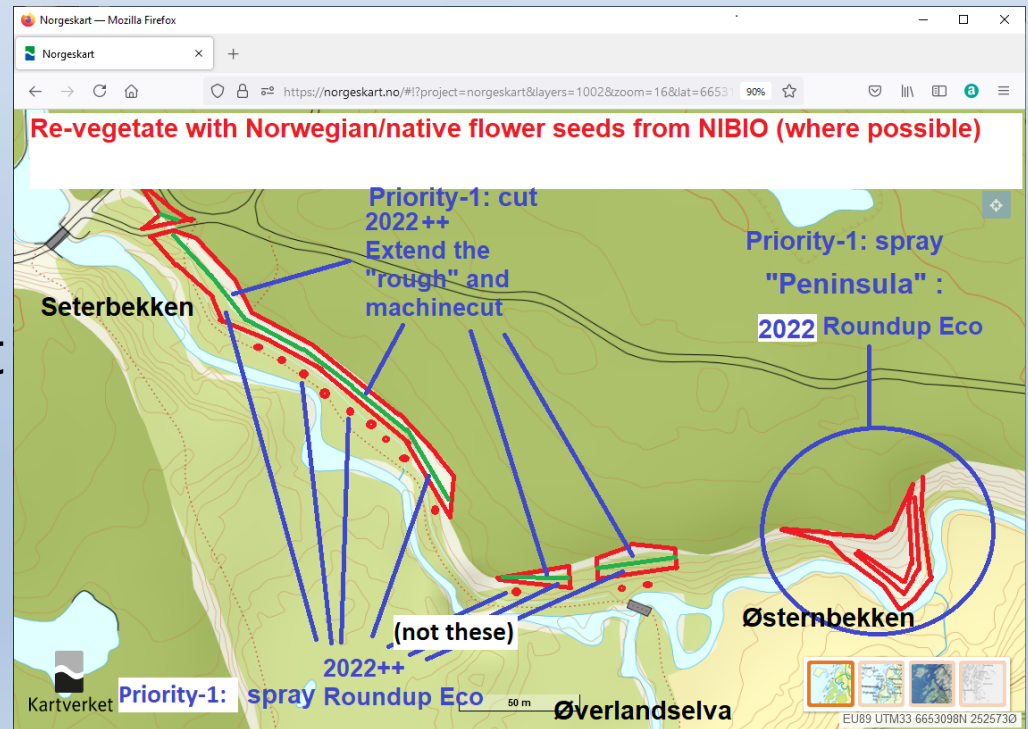 Norgeskart — Mozilla Firefox
Norgeskart
https://norgeskart.no/#!?project=norgeskart&layers=1002&zoom=16&lat=6653
90%
Re-vegetate with Norwegian/native flower seeds from NIBIO (where possible)
Priority-1: cut
2022++
Extend the
"rough" and
machinecut
Priority-1: spray
"Peninsula" :
2022 Roundup Eco
Seterbekken
t
Østernbekken
(not these)
2022++
Priority-1: spray Roundup Eco
Kartverket
50 m
Øverlandselva
EU89 UTM33 6653098N 252573Ø